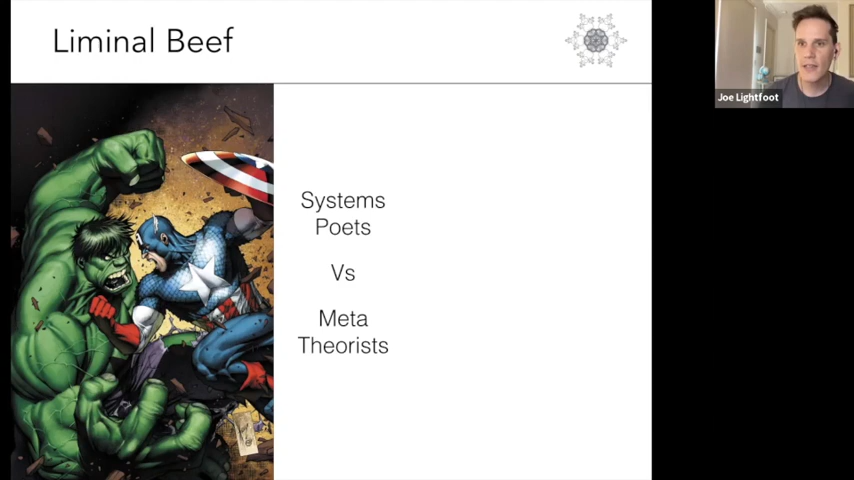 Liminal Beef
Joe Lightfoot
Systems
Poets
Vs
Meta
Theorists